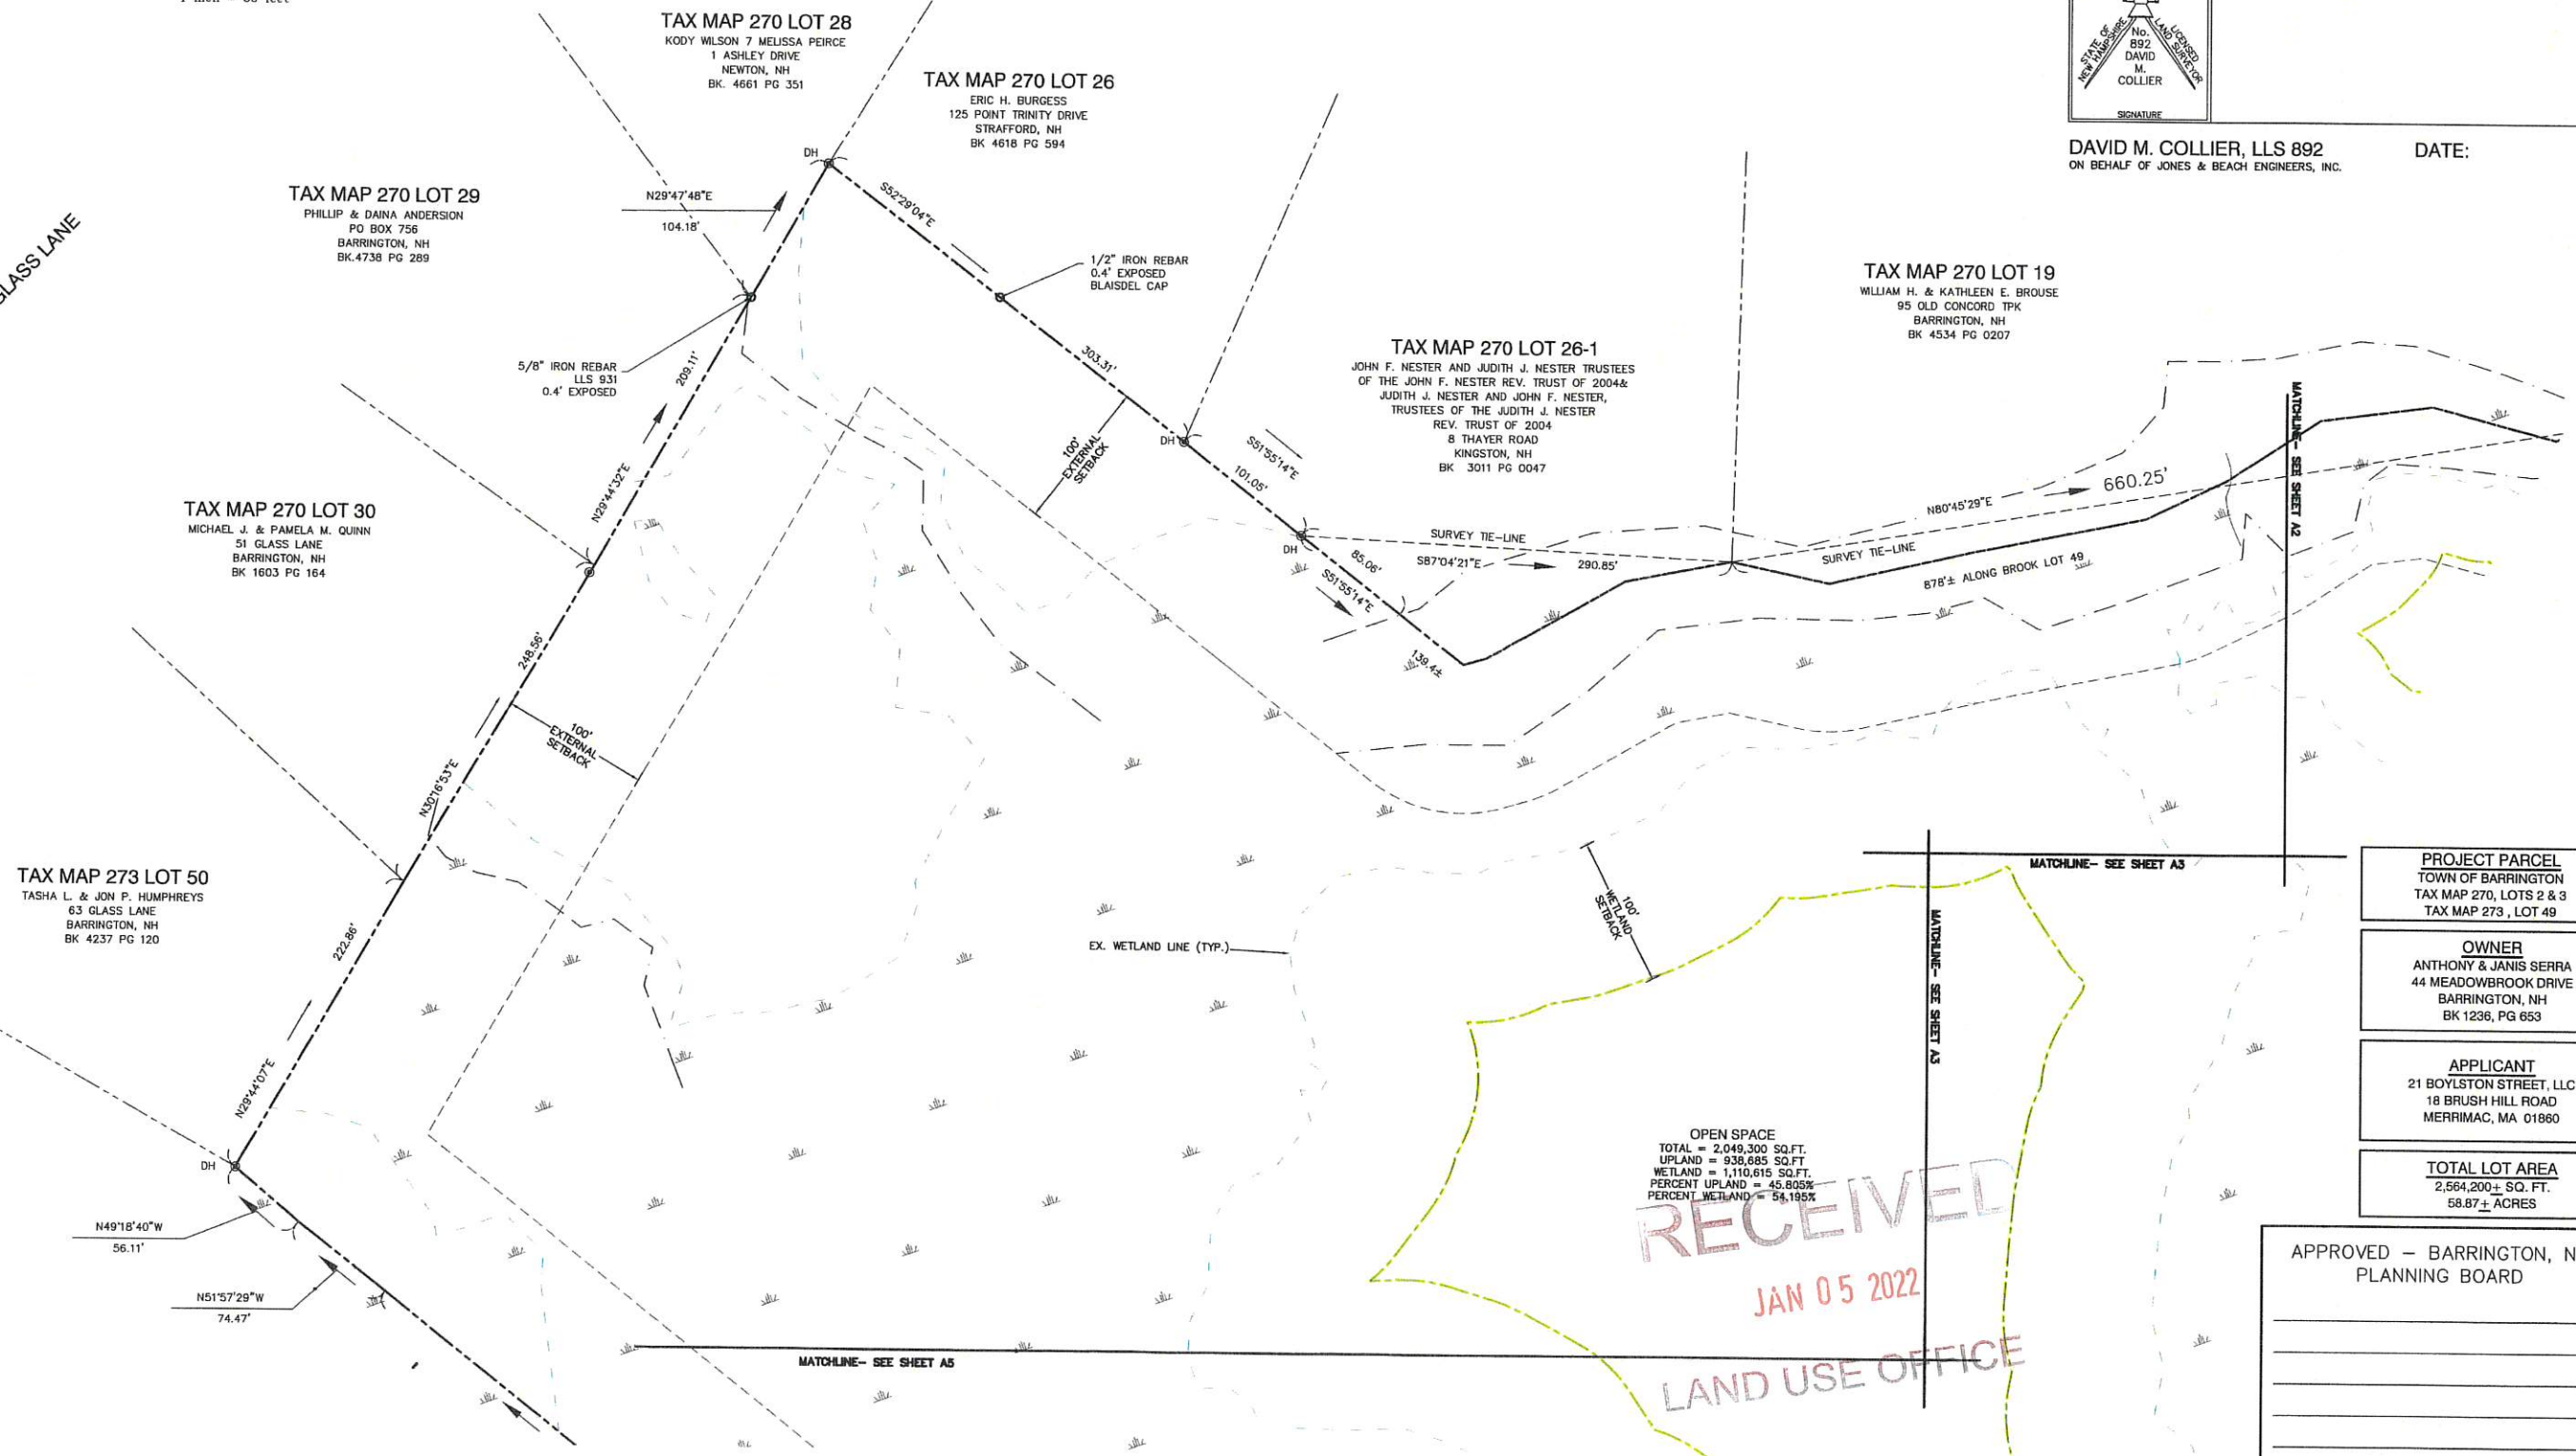 TAX MAP 270 LOT 28
KODY WILSON 7 MELISSA PEIRCE
1 ASHLEY DRIVE
NEWTON, NH
BK. 4661 PG 351
TAX MAP 270 LOT 26
ERIC H. BURGESS
125 POINT TRINITY DRIVE
STRAFFORD, NH
BK 4618 PG 594
STATE OF
NEW HAMPSHIRE
LICENSED
LAND SURVEYOR
No.
892
DAVID
M.
COLLIER
SIGNATURE
DAVID M. COLLIER, LLS 892
DATE:
ON BEHALF OF JONES & BEACH ENGINEERS, INC.
GLASS LANE
TAX MAP 270 LOT 29
PHILLIP & DAINA ANDERSION
PO BOX 756
BARRINGTON, NH
BK.4738 PG 289
DH
N29°47'48"E
104.18'
S52°29'04"E
1/2" IRON REBAR
0.4' EXPOSED
BLAISDEL CAP
303.31'
5/8" IRON REBAR
LLS 931
0.4' EXPOSED
209.11'
N29°44'32"E
100'
EXTERNAL
SETBACK
DH
S51°55'14"E
101.05'
TAX MAP 270 LOT 26-1
JOHN F. NESTER AND JUDITH J. NESTER TRUSTEES
OF THE JOHN F. NESTER REV. TRUST OF 2004&
JUDITH J. NESTER AND JOHN F. NESTER,
TRUSTEES OF THE JUDITH J. NESTER
REV. TRUST OF 2004
8 THAYER ROAD
KINGSTON, NH
BK 3011 PG 0047
TAX MAP 270 LOT 19
WILLIAM H. & KATHLEEN E. BROUSE
95 OLD CONCORD TPK
BARRINGTON, NH
BK 4534 PG 0207
MATCHLINE- SEE SHEET A2
TAX MAP 270 LOT 30
MICHAEL J. & PAMELA M. QUINN
51 GLASS LANE
BARRINGTON, NH
BK 1603 PG 164
DH
SURVEY TIE-LINE
S87°04'21"E
290.85'
85.06'
S51°55'14"E
139.4±
N80°45'29"E
660.25'
SURVEY TIE-LINE
878'± ALONG BROOK LOT 49
248.56'
N30°16'53"E
100'
EXTERNAL
SETBACK
TAX MAP 273 LOT 50
TASHA L. & JON P. HUMPHREYS
63 GLASS LANE
BARRINGTON, NH
BK 4237 PG 120
222.86'
N29°44'07"E
DH
N49°18'40"W
56.11'
N51°57'29"W
74.47'
EX. WETLAND LINE (TYP.)
100'
WETLAND
SETBACK
MATCHLINE- SEE SHEET A3
MATCHLINE- SEE SHEET A3
MATCHLINE- SEE SHEET A5
OPEN SPACE
TOTAL = 2,049,300 SQ.FT.
UPLAND = 938,685 SQ.FT
WETLAND = 1,110,615 SQ.FT.
PERCENT UPLAND = 45.805%
PERCENT WETLAND = 54.195%
RECEIVED
JAN 05 2022
LAND USE OFFICE
PROJECT PARCEL
TOWN OF BARRINGTON
TAX MAP 270, LOTS 2 & 3
TAX MAP 273 , LOT 49
OWNER
ANTHONY & JANIS SERRA
44 MEADOWBROOK DRIVE
BARRINGTON, NH
BK 1236, PG 653
APPLICANT
21 BOYLSTON STREET, LLC
18 BRUSH HILL ROAD
MERRIMAC, MA 01860
TOTAL LOT AREA
2,564,200± SQ. FT.
58.87± ACRES
APPROVED – BARRINGTON, N
PLANNING BOARD